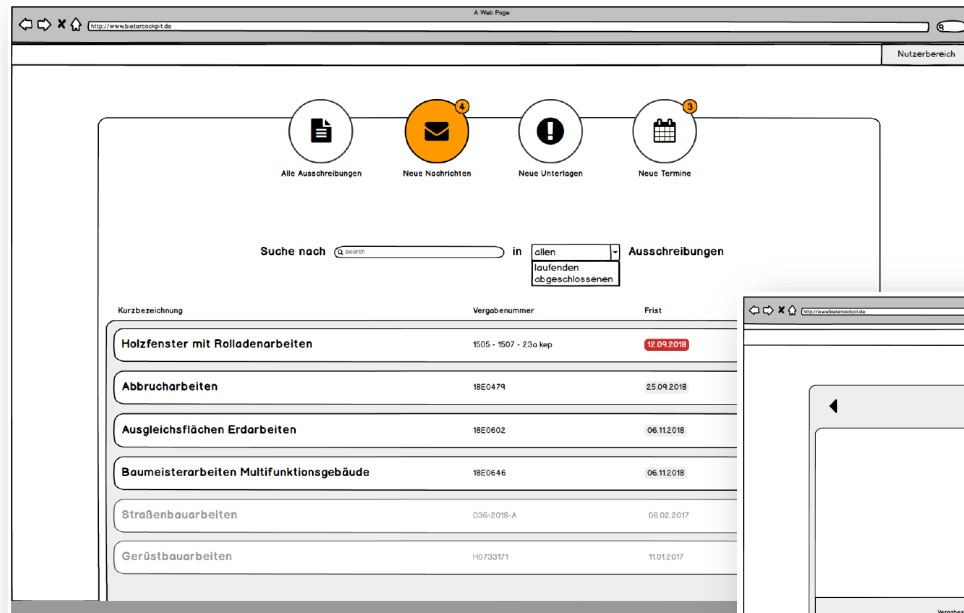 A Web Page
http://www.bietercockpit.de
Nutzerbereich
4
3
Alle Ausschreibungen
Neue Nachrichten
Neue Unterlagen
Neue Termine
Suche nach search in allen Ausschreibungen
laufenden
abgeschlossenen
Kurzbezeichnung Vergabenummer Frist
Holzfenster mit Rolladenarbeiten 1505 - 1507 - 23a kep 12.09.2018
Abbrucharbeiten 18E0479 25.09.2018
Ausgleichsflächen Erdarbeiten 18E0602 06.11.2018
Baumeisterarbeiten Multifunktionsgebäude 18E0646 06.11.2018
Straßenbauarbeiten 036-2018-A 08.02.2017
Gerüstbauarbeiten H0733171 11.01.2017
http://www.bietercockpit.de